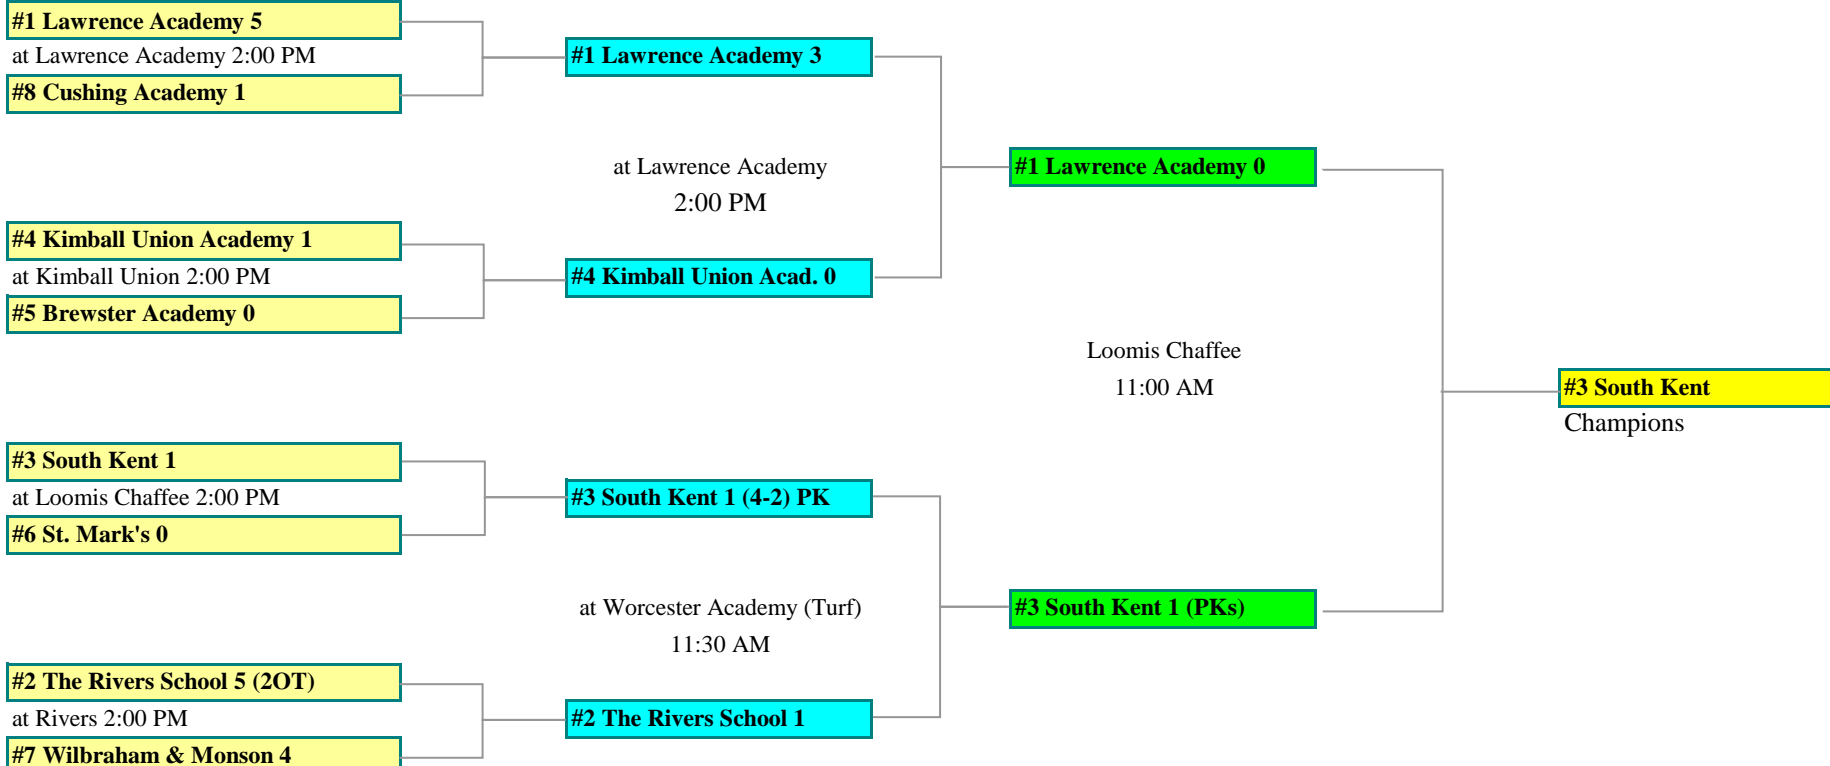 #1 Lawrence Academy 5
at Lawrence Academy 2:00 PM
#8 Cushing Academy 1
#4 Kimball Union Academy 1
at Kimball Union 2:00 PM
#5 Brewster Academy 0
#3 South Kent 1
at Loomis Chaffee 2:00 PM
#6 St. Mark's 0
#2 The Rivers School 5 (2OT)
at Rivers 2:00 PM
#7 Wilbraham & Monson 4
#1 Lawrence Academy 3
at Lawrence Academy
2:00 PM
#4 Kimball Union Acad. 0
#3 South Kent 1 (4-2) PK
at Worcester Academy (Turf)
11:30 AM
#2 The Rivers School 1
#1 Lawrence Academy 0
Loomis Chaffee
11:00 AM
#3 South Kent 1 (PKs)
#3 South Kent
Champions